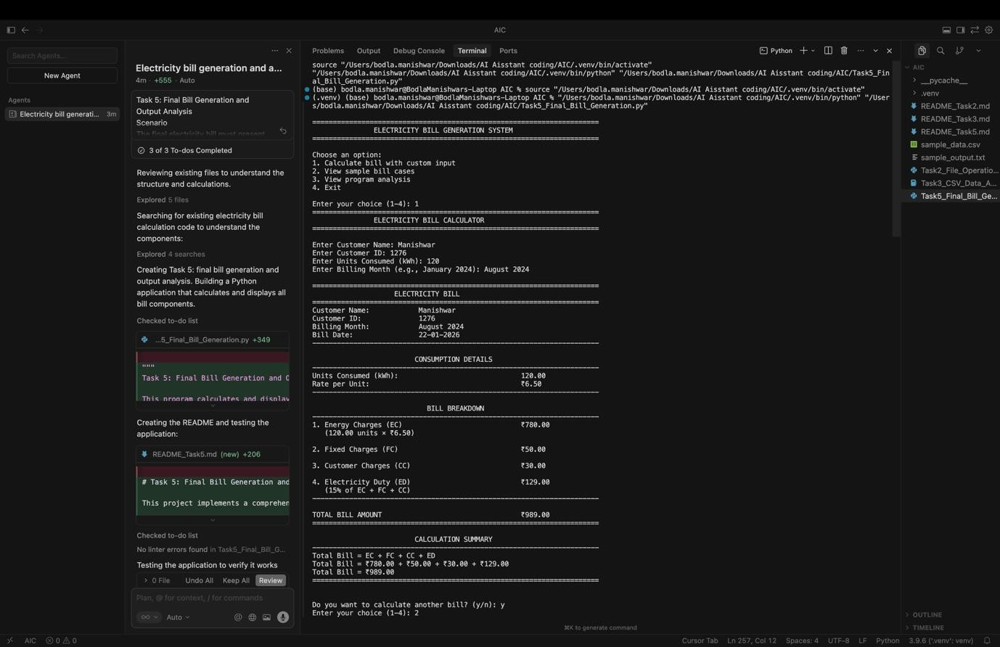 AIC
Search Agents...
New Agent
Agents
Electricity bill generati... 3m
Electricity bill generation and a...
4m · +555 · Auto
Task 5: Final Bill Generation and
Output Analysis
Scenario
The final electricity bill must present
3 of 3 To-dos Completed
Reviewing existing files to understand the
structure and calculations.
Explored 5 files
Searching for existing electricity bill
calculation code to understand the
components:
Explored 4 searches
Creating Task 5: final bill generation and
output analysis. Building a Python
application that calculates and displays all
bill components.
Checked to-do list
...5_Final_Bill_Generation.py +349
"""
Task 5: Final Bill Generation and O
This program calculates and display
Creating the README and testing the
application:
README_Task5.md (new) +206
# Task 5: Final Bill Generation and
This project implements a comprehen
Checked to-do list
No linter errors found in Task5_Final_Bill_G...
Testing the application to verify it works
> 0 File Undo All Keep All Review
Plan, @ for context, / for commands
∞ Auto
Problems Output Debug Console Terminal Ports
Python
source "/Users/bodla.manishwar/Downloads/AI Aisstant coding/AIC/.venv/bin/activate"
"/Users/bodla.manishwar/Downloads/AI Aisstant coding/AIC/.venv/bin/python" "/Users/bodla.manishwar/Downloads/AI Aisstant coding/AIC/Task5_Fin
al_Bill_Generation.py"
(base) bodla.manishwar@BodlaManishwars-Laptop AIC % source "/Users/bodla.manishwar/Downloads/AI Aisstant coding/AIC/.venv/bin/activate"
(.venv) (base) bodla.manishwar@BodlaManishwars-Laptop AIC % "/Users/bodla.manishwar/Downloads/AI Aisstant coding/AIC/.venv/bin/python" "/User
s/bodla.manishwar/Downloads/AI Aisstant coding/AIC/Task5_Final_Bill_Generation.py"
======================================================================
ELECTRICITY BILL GENERATION SYSTEM
======================================================================
Choose an option:
1. Calculate bill with custom input
2. View sample bill cases
3. View program analysis
4. Exit
Enter your choice (1-4): 1
======================================================================
ELECTRICITY BILL CALCULATOR
======================================================================
Enter Customer Name: Manishwar
Enter Customer ID: 1276
Enter Units Consumed (kWh): 120
Enter Billing Month (e.g., January 2024): August 2024
======================================================================
ELECTRICITY BILL
======================================================================
Customer Name: Manishwar
Customer ID: 1276
Billing Month: August 2024
Bill Date: 22-01-2026
----------------------------------------------------------------------
CONSUMPTION DETAILS
----------------------------------------------------------------------
Units Consumed (kWh): 120.00
Rate per Unit: ₹6.50
----------------------------------------------------------------------
BILL BREAKDOWN
----------------------------------------------------------------------
1. Energy Charges (EC) ₹780.00
(120.00 units × ₹6.50)
2. Fixed Charges (FC) ₹50.00
3. Customer Charges (CC) ₹30.00
4. Electricity Duty (ED) ₹129.00
(15% of EC + FC + CC)
----------------------------------------------------------------------
TOTAL BILL AMOUNT ₹989.00
======================================================================
CALCULATION SUMMARY
----------------------------------------------------------------------
Total Bill = EC + FC + CC + ED
Total Bill = ₹780.00 + ₹50.00 + ₹30.00 + ₹129.00
Total Bill = ₹989.00
======================================================================
Do you want to calculate another bill? (y/n): y
Enter your choice (1-4): 2
⌘K to generate command
AIC
__pycache__
.venv
README_Task2.md
README_Task3.md
README_Task5.md
sample_data.csv
sample_output.txt
Task2_File_Operatio...
Task3_CSV_Data_A...
Task5_Final_Bill_Ge...
OUTLINE
TIMELINE
AIC 0 0
Cursor Tab Ln 257, Col 12 Spaces: 4 UTF-8 LF Python 3.9.6 ('.venv': venv)